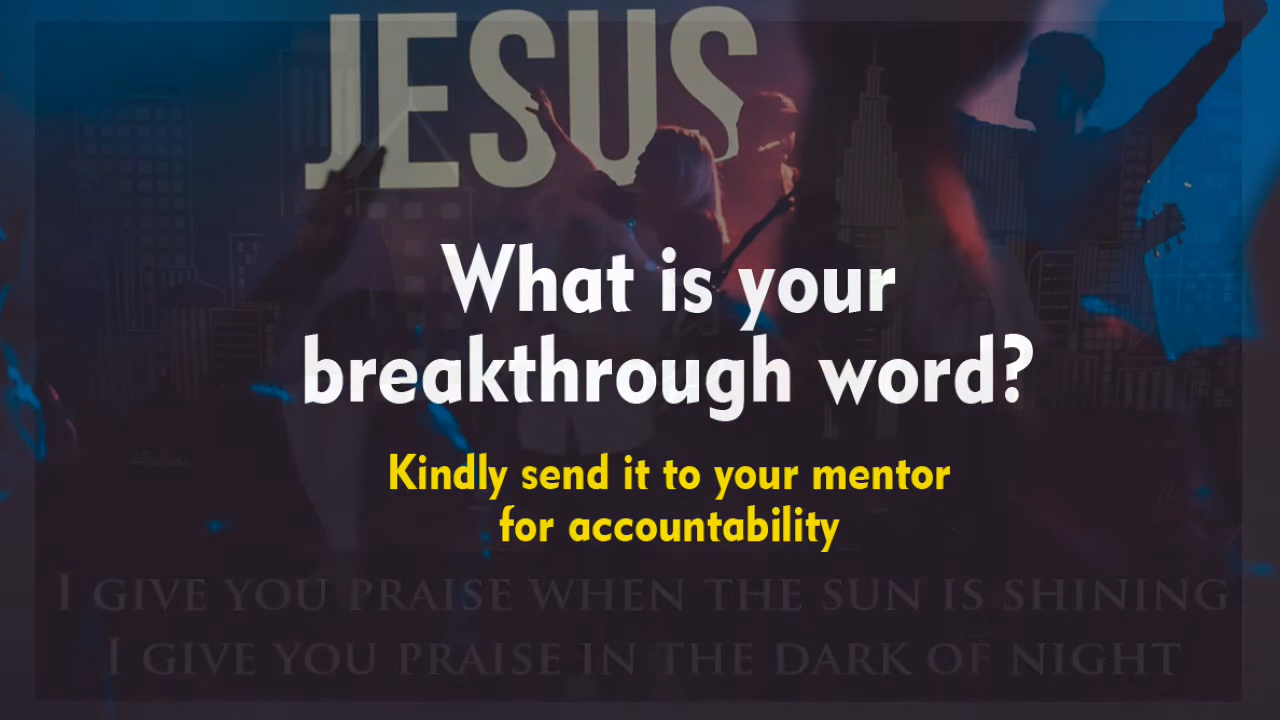 JESUS
What is your
breakthrough word?
Kindly send it to your mentor
for accountability
I GIVE YOU PRAISE WHEN THE SUN IS SHINING
I GIVE YOU PRAISE IN THE DARK OF NIGHT